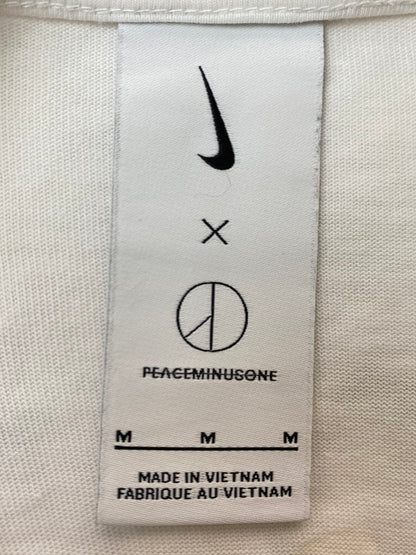 ×
PEACEMINUSONE
M M M
MADE IN VIETNAM
FABRIQUE AU VIETNAM